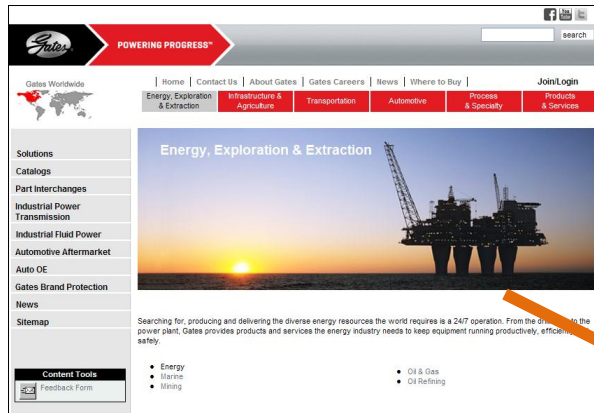 Gates
POWERING PROGRESS™
You Tube
search
Gates Worldwide
Home | Contact Us | About Gates | Gates Careers | News | Where to Buy |
Join/Login
Energy, Exploration & Extraction
Infrastructure & Agriculture
Transportation
Automotive
Process & Specialty
Products & Services
Solutions
Catalogs
Part Interchanges
Industrial Power
Transmission
Industrial Fluid Power
Automotive Aftermarket
Auto OE
Gates Brand Protection
News
Sitemap
Content Tools
Feedback Form
Energy, Exploration & Extraction
Searching for, producing and delivering the diverse energy resources the world requires is a 24/7 operation. From the to the
power plant, Gates provides products and services the energy industry needs to keep equipment running productively,
safely.
• Energy
• Marine
• Mining
• Oil & Gas
• Oil Refining